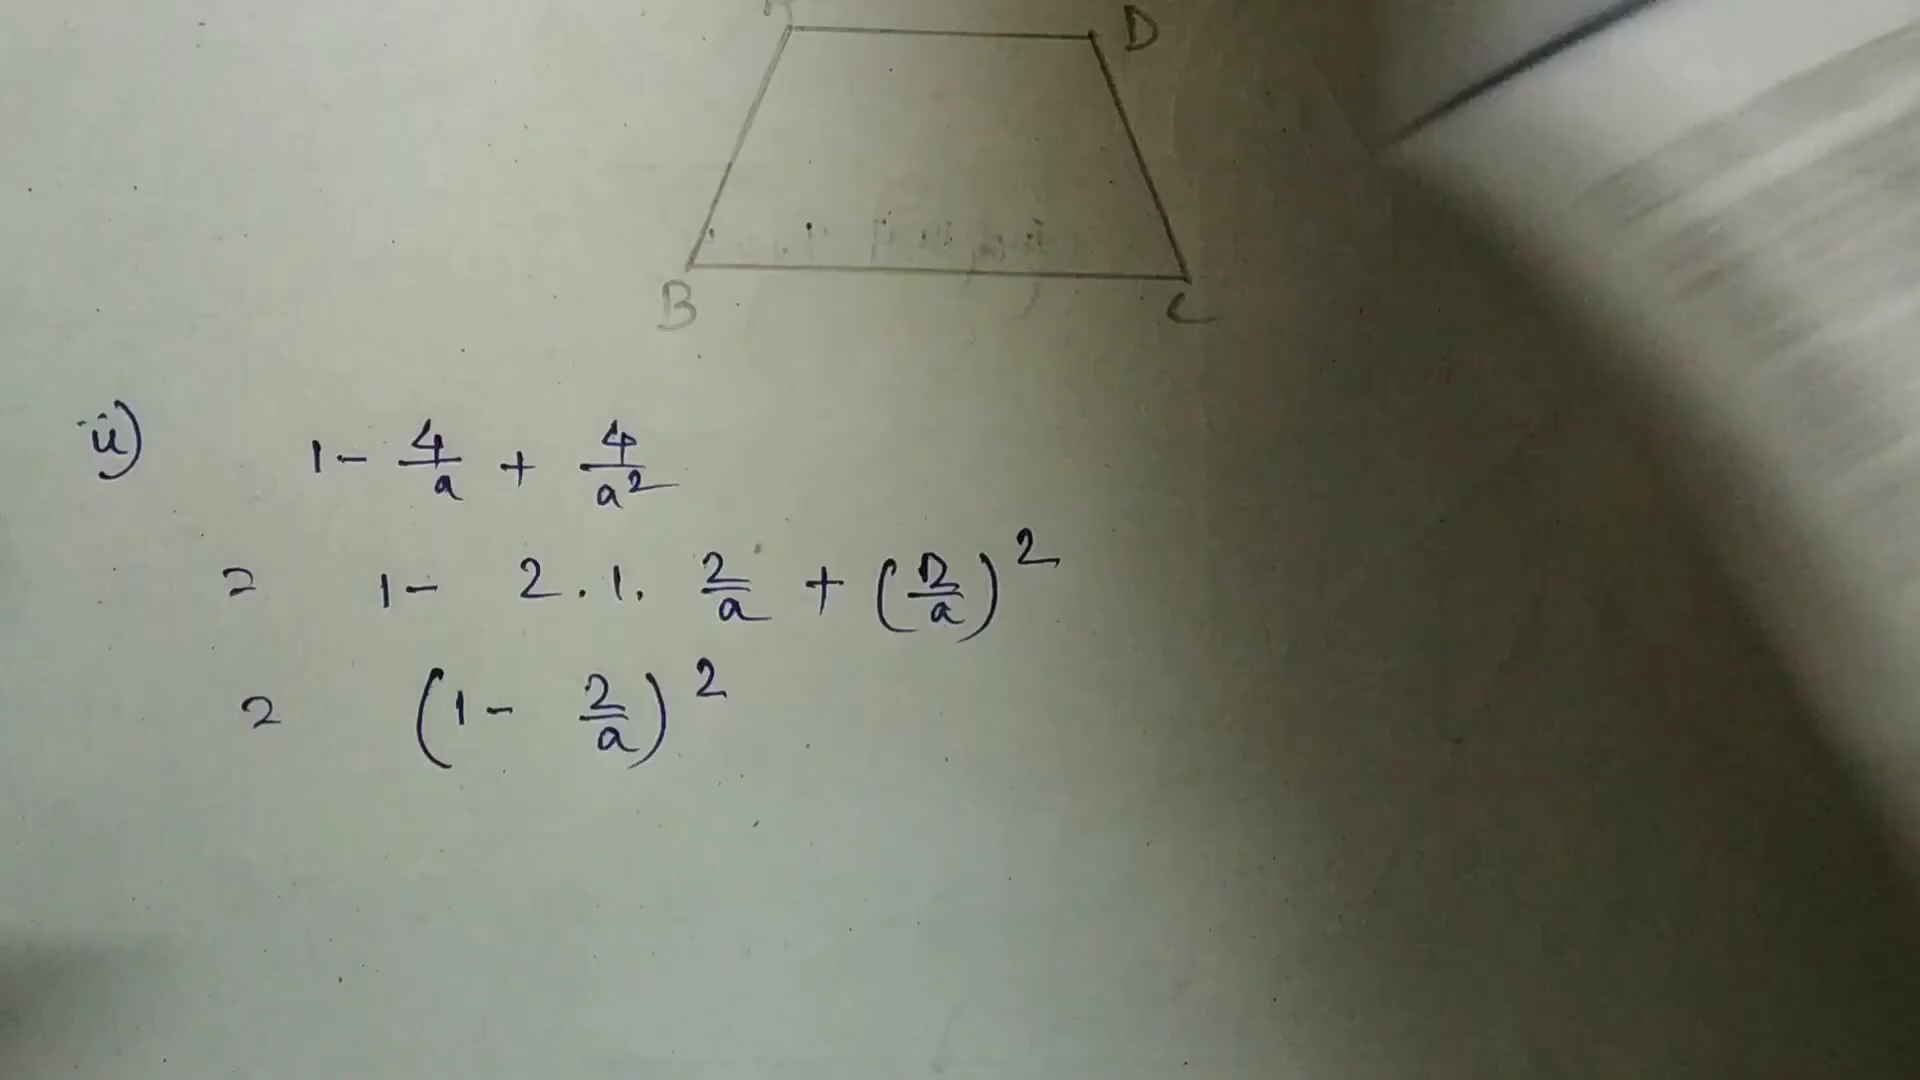 D
B C
ii) 1 - 4/a + 4/a²
= 1 - 2 . 1 . 2/a + (2/a)²
= (1 - 2/a)²